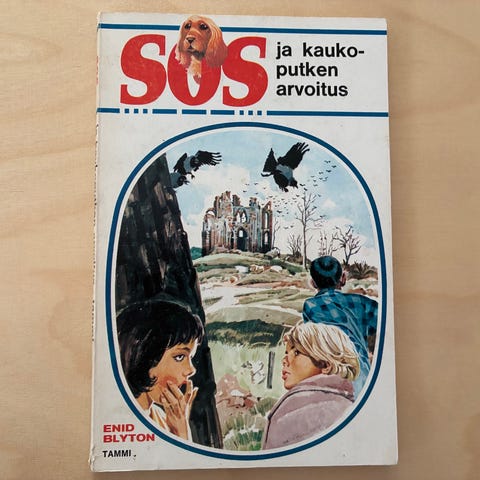 SOS
ja kauko-
putken
arvoitus
ENID
BLYTON
TAMMI